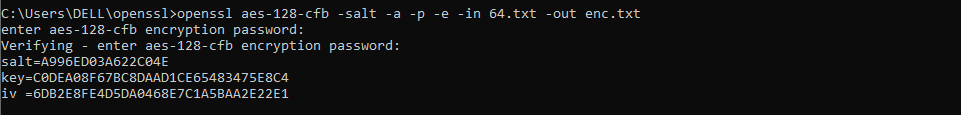 C:\Users\DELL\openssl>openssl aes-128-cfb -salt -a -p -e -in 64.txt -out enc.txt
enter aes-128-cfb encryption password:
Verifying - enter aes-128-cfb encryption password:
salt=A996ED03A622C04E
key=C0DEA08F67BC8DAAD1CE65483475E8C4
iv =6DB2E8FE4D5DA0468E7C1A5BAA2E22E1